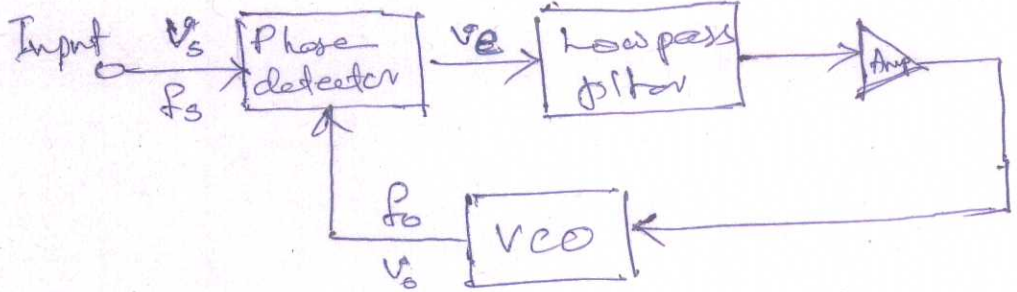 Input
Vs
fs
Phase
detector
ve
Low pass
filter
Amp
fo
vo
VCO